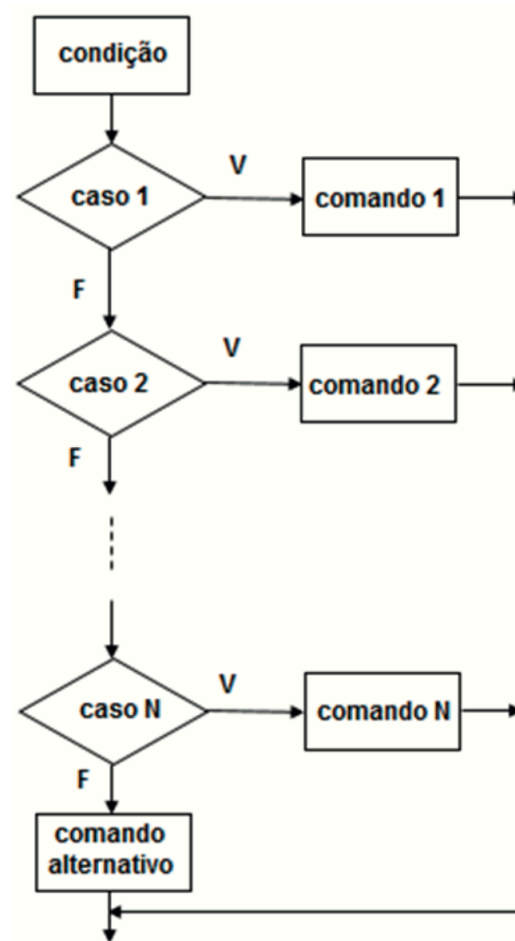 condição
caso 1
V
comando 1
F
caso 2
V
comando 2
F
caso N
V
comando N
F
comando
alternativo